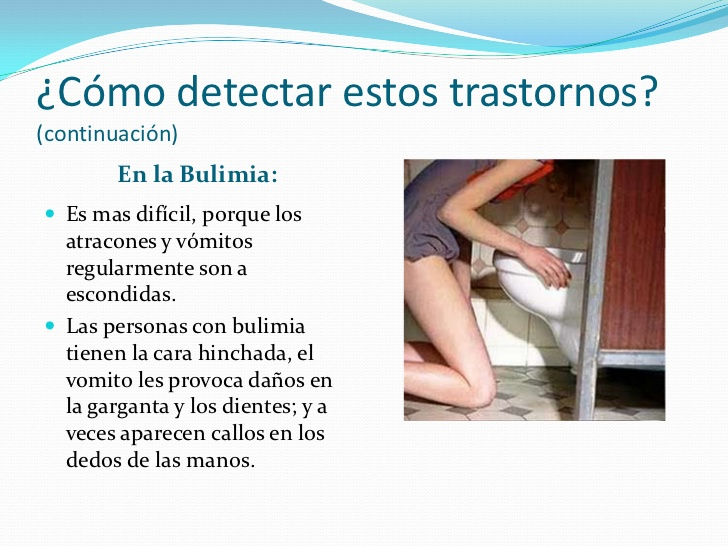 ¿Cómo detectar estos trastornos?
(continuación)
En la Bulimia:
Es mas difícil, porque los
atracones y vómitos
regularmente son a
escondidas.
Las personas con bulimia
tienen la cara hinchada, el
vomito les provoca daños en
la garganta y los dientes; y a
veces aparecen callos en los
dedos de las manos.